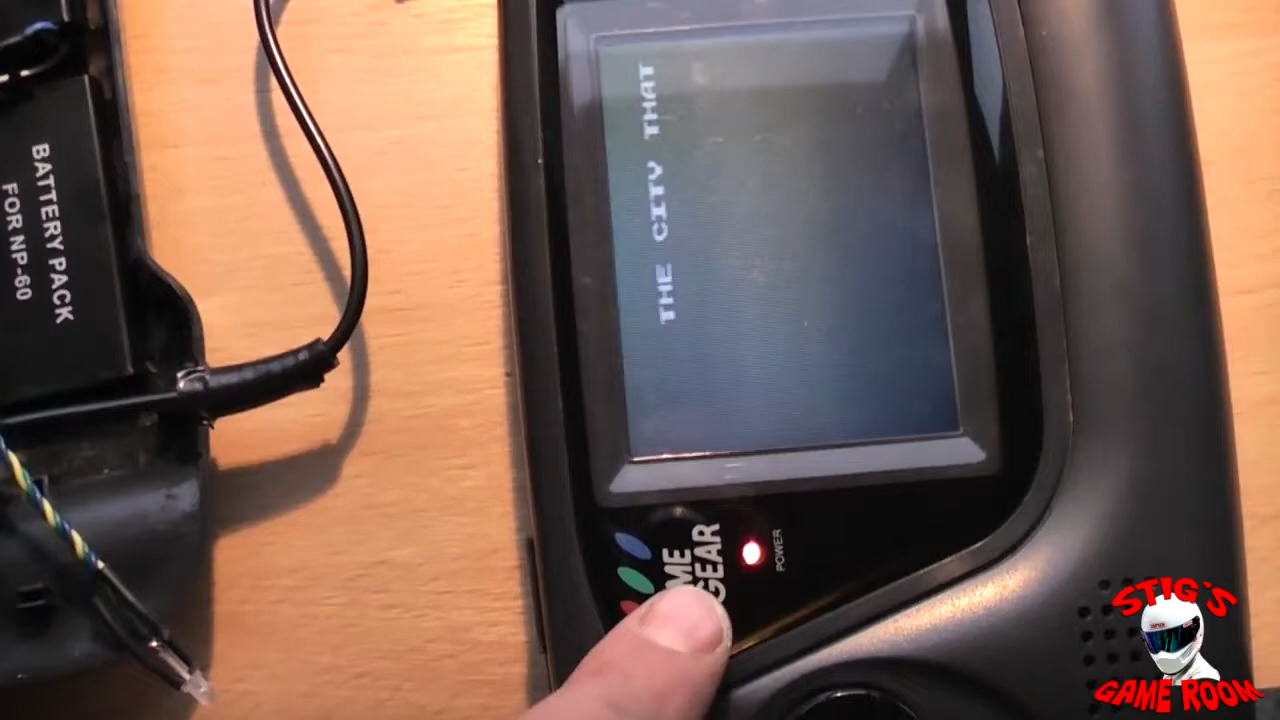 BATTERY PACK
FOR NP-60
THE CITY THAT
ME
GEAR
POWER
STIG'S
GAME ROOM